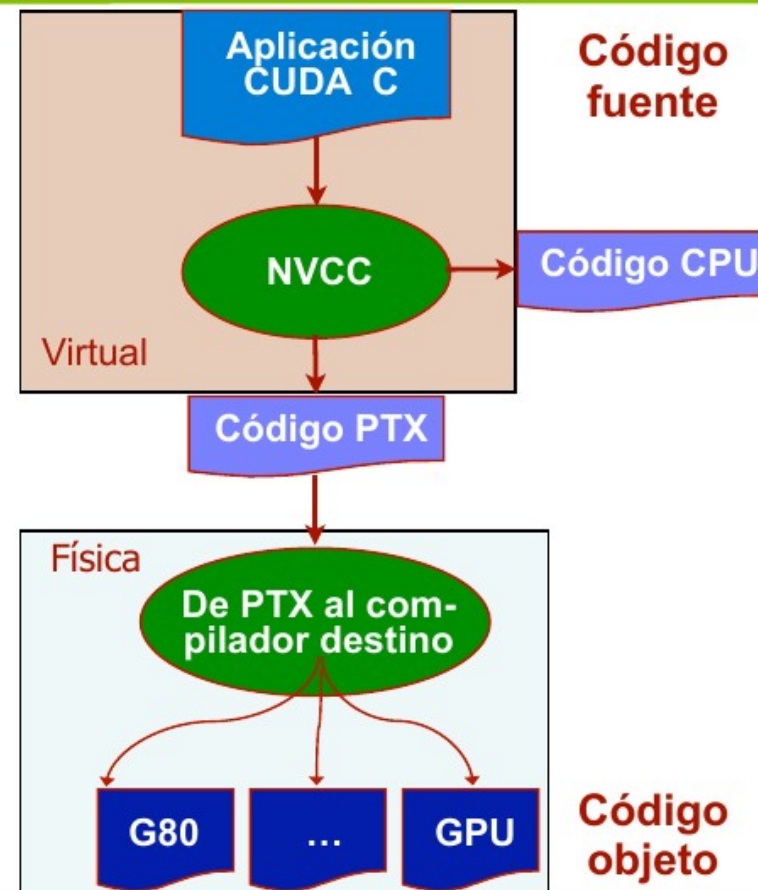 Aplicación
CUDA C
Código
fuente
NVCC
Código CPU
Virtual
Código PTX
Física
De PTX al com-
pilador destino
G80
...
GPU
Código
objeto